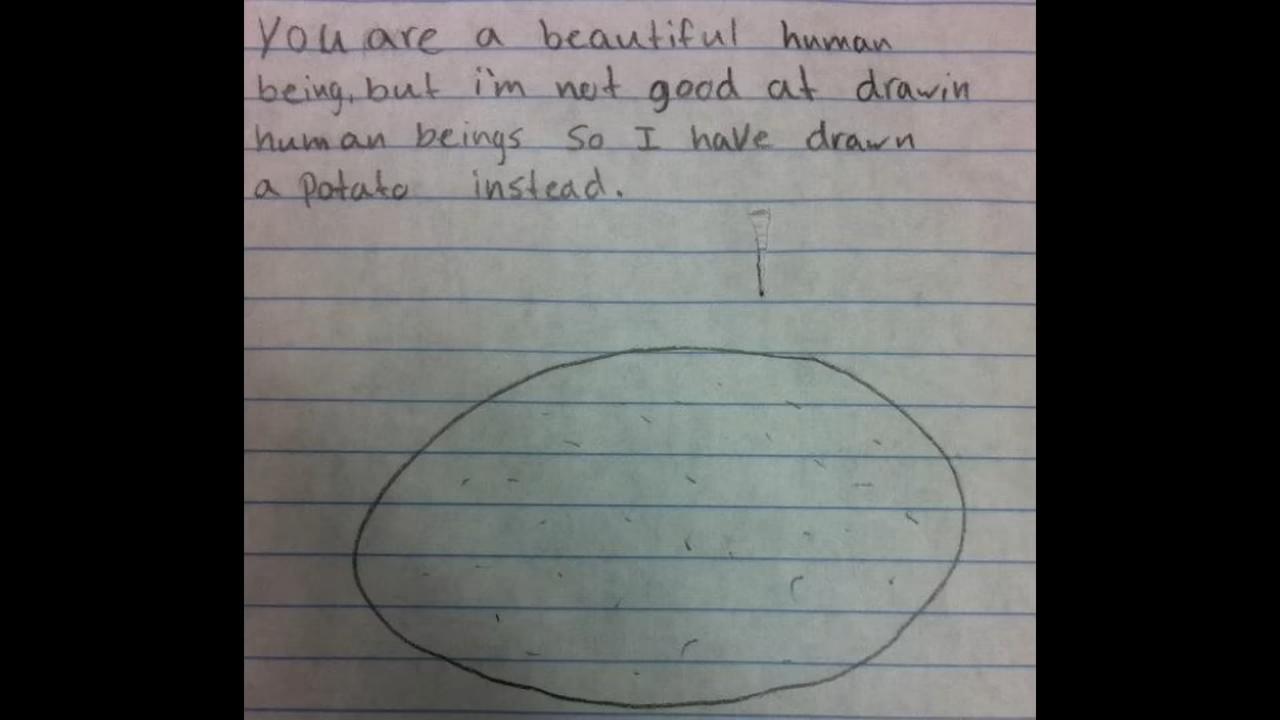 You are a beautiful human
being, but i'm not good at drawin
human beings so I have drawn
a potato instead.